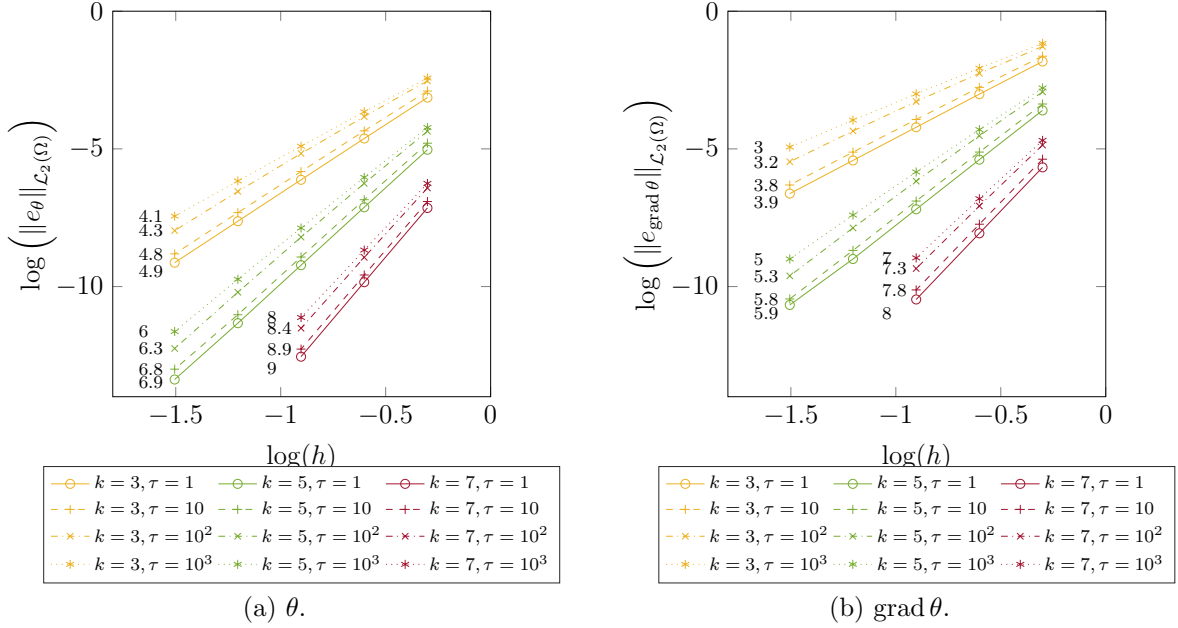 0
−5
−10
log ( ‖e_θ‖_{ℒ₂(Ω)} )
4.1
4.3
4.8
4.9
6
6.3
6.8
6.9
8
8.4
8.9
9
−1.5 −1 −0.5 0
log(h)
k = 3, τ = 1 k = 5, τ = 1 k = 7, τ = 1
k = 3, τ = 10 k = 5, τ = 10 k = 7, τ = 10
k = 3, τ = 10² k = 5, τ = 10² k = 7, τ = 10²
k = 3, τ = 10³ k = 5, τ = 10³ k = 7, τ = 10³
(a) θ.
0
−5
−10
log ( ‖e_{grad θ}‖_{ℒ₂(Ω)} )
3
3.2
3.8
3.9
5
5.3
5.8
5.9
7
7.3
7.8
8
−1.5 −1 −0.5 0
log(h)
k = 3, τ = 1 k = 5, τ = 1 k = 7, τ = 1
k = 3, τ = 10 k = 5, τ = 10 k = 7, τ = 10
k = 3, τ = 10² k = 5, τ = 10² k = 7, τ = 10²
k = 3, τ = 10³ k = 5, τ = 10³ k = 7, τ = 10³
(b) grad θ.